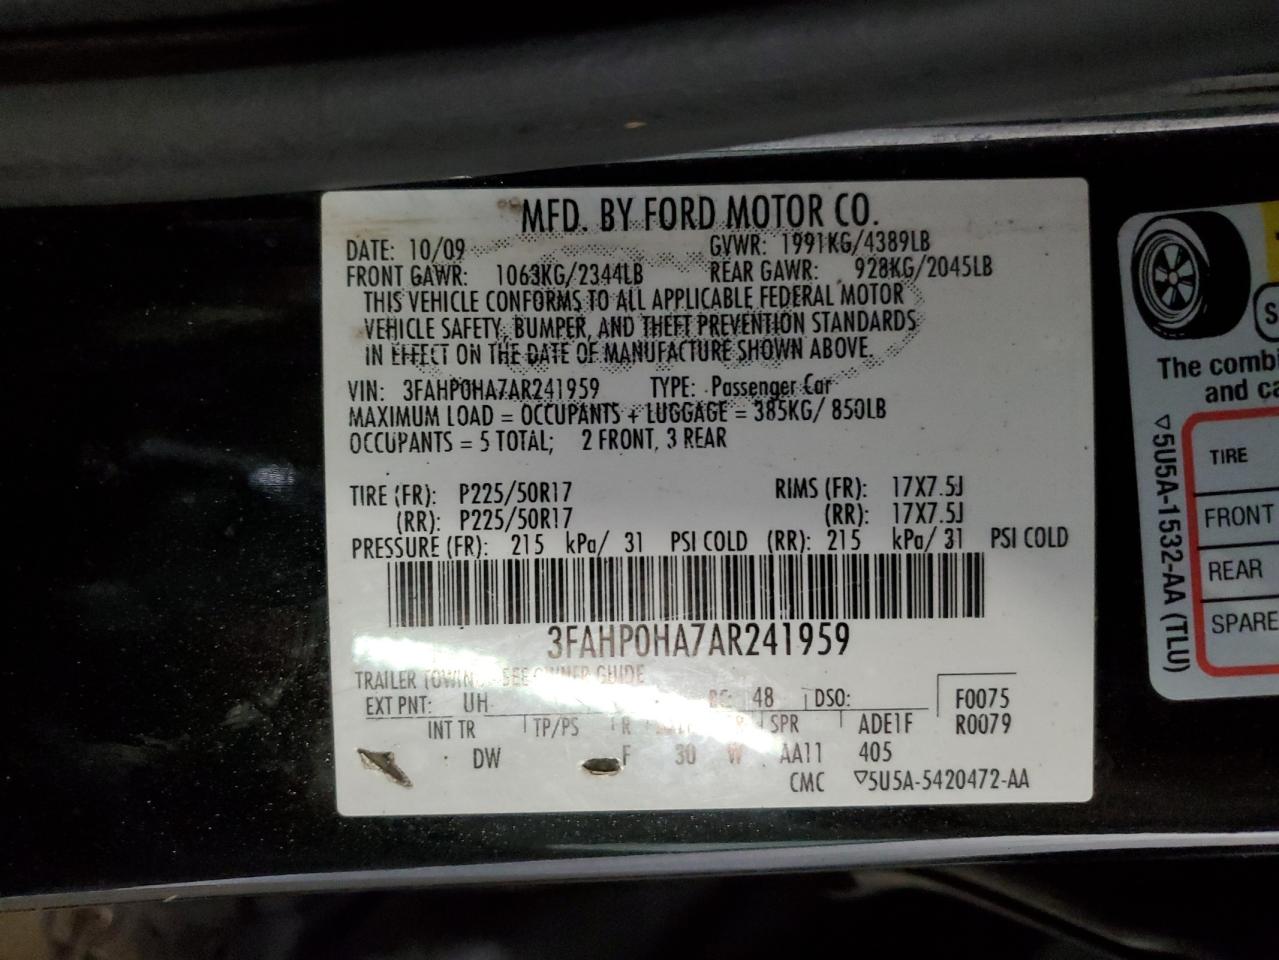 MFD. BY FORD MOTOR CO.
DATE: 10/09 GVWR: 1991KG/4389LB
FRONT GAWR: 1063KG/2344LB REAR GAWR: 928KG/2045LB
THIS VEHICLE CONFORMS TO ALL APPLICABLE FEDERAL MOTOR
VEHICLE SAFETY, BUMPER, AND THEFT PREVENTION STANDARDS
IN EFFECT ON THE DATE OF MANUFACTURE SHOWN ABOVE.
VIN: 3FAHP0HA7AR241959 TYPE: Passenger Car
MAXIMUM LOAD = OCCUPANTS + LUGGAGE = 385KG/ 850LB
OCCUPANTS = 5 TOTAL; 2 FRONT, 3 REAR
TIRE (FR): P225/50R17 RIMS (FR): 17X7.5J
(RR): P225/50R17 (RR): 17X7.5J
PRESSURE (FR): 215 kPa/ 31 PSI COLD (RR): 215 kPa/ 31 PSI COLD
3FAHP0HA7AR241959
TRAILER TOWING - SEE OWNER GUIDE
EXT PNT: UH RC: 48 DSO: F0075
INT TR TP/PS R SPR ADE1F R0079
DW F 30 W AA11 405
CMC ▽5U5A-5420472-AA
S
The combi
and ca
▽5U5A-1532-AA (TLU)
TIRE
FRONT
REAR
SPARE